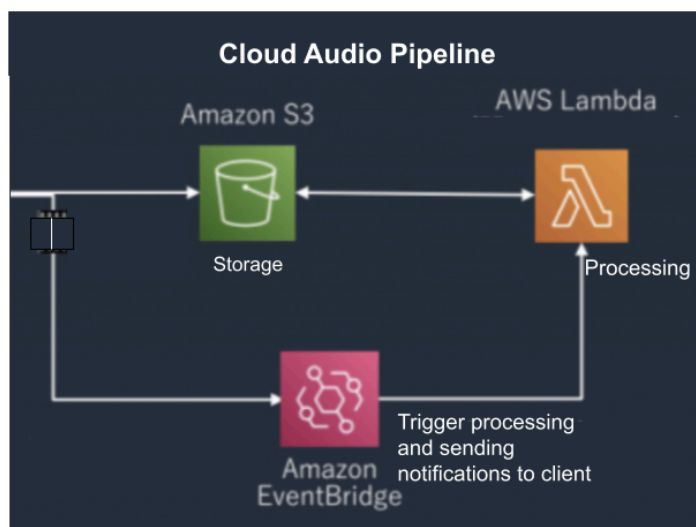 Cloud Audio Pipeline
Amazon S3
AWS Lambda
Storage
Processing
Trigger processing
and sending
notifications to client
Amazon
EventBridge